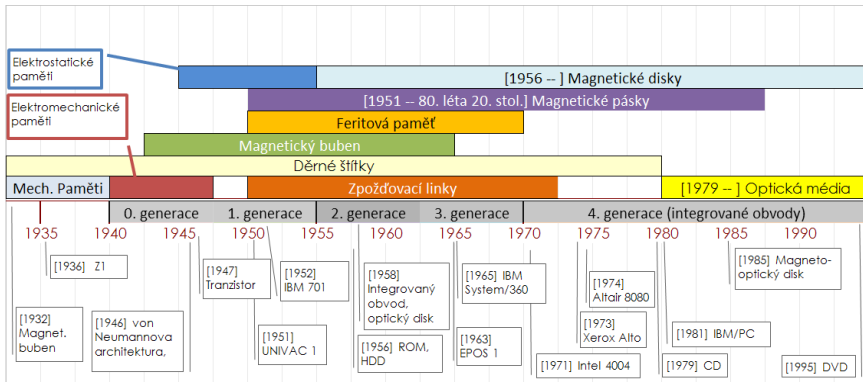 Elektrostatické
paměti
[1956 -- ] Magnetické disky
[1951 -- 80. léta 20. stol.] Magnetické pásky
Elektromechanické
paměti
Feritová paměť
Magnetický buben
Děrné štítky
Mech. Paměti
Zpožďovací linky
[1979 -- ] Optická média
0. generace
1. generace
2. generace
3. generace
4. generace (integrované obvody)
1935
1940
1945
1950
1955
1960
1965
1970
1975
1980
1985
1990
[1936] Z1
[1947]
Tranzistor
[1952]
IBM 701
[1958]
Integrovaný
obvod,
optický disk
[1965] IBM
System/360
[1974]
Altair 8080
[1985] Magneto-
optický disk
[1932]
Magnet.
buben
[1946] von
Neumannova
architektura,
[1951]
UNIVAC 1
[1956] ROM,
HDD
[1963]
EPOS 1
[1973]
Xerox Alto
[1981] IBM/PC
[1971] Intel 4004
[1979] CD
[1995] DVD